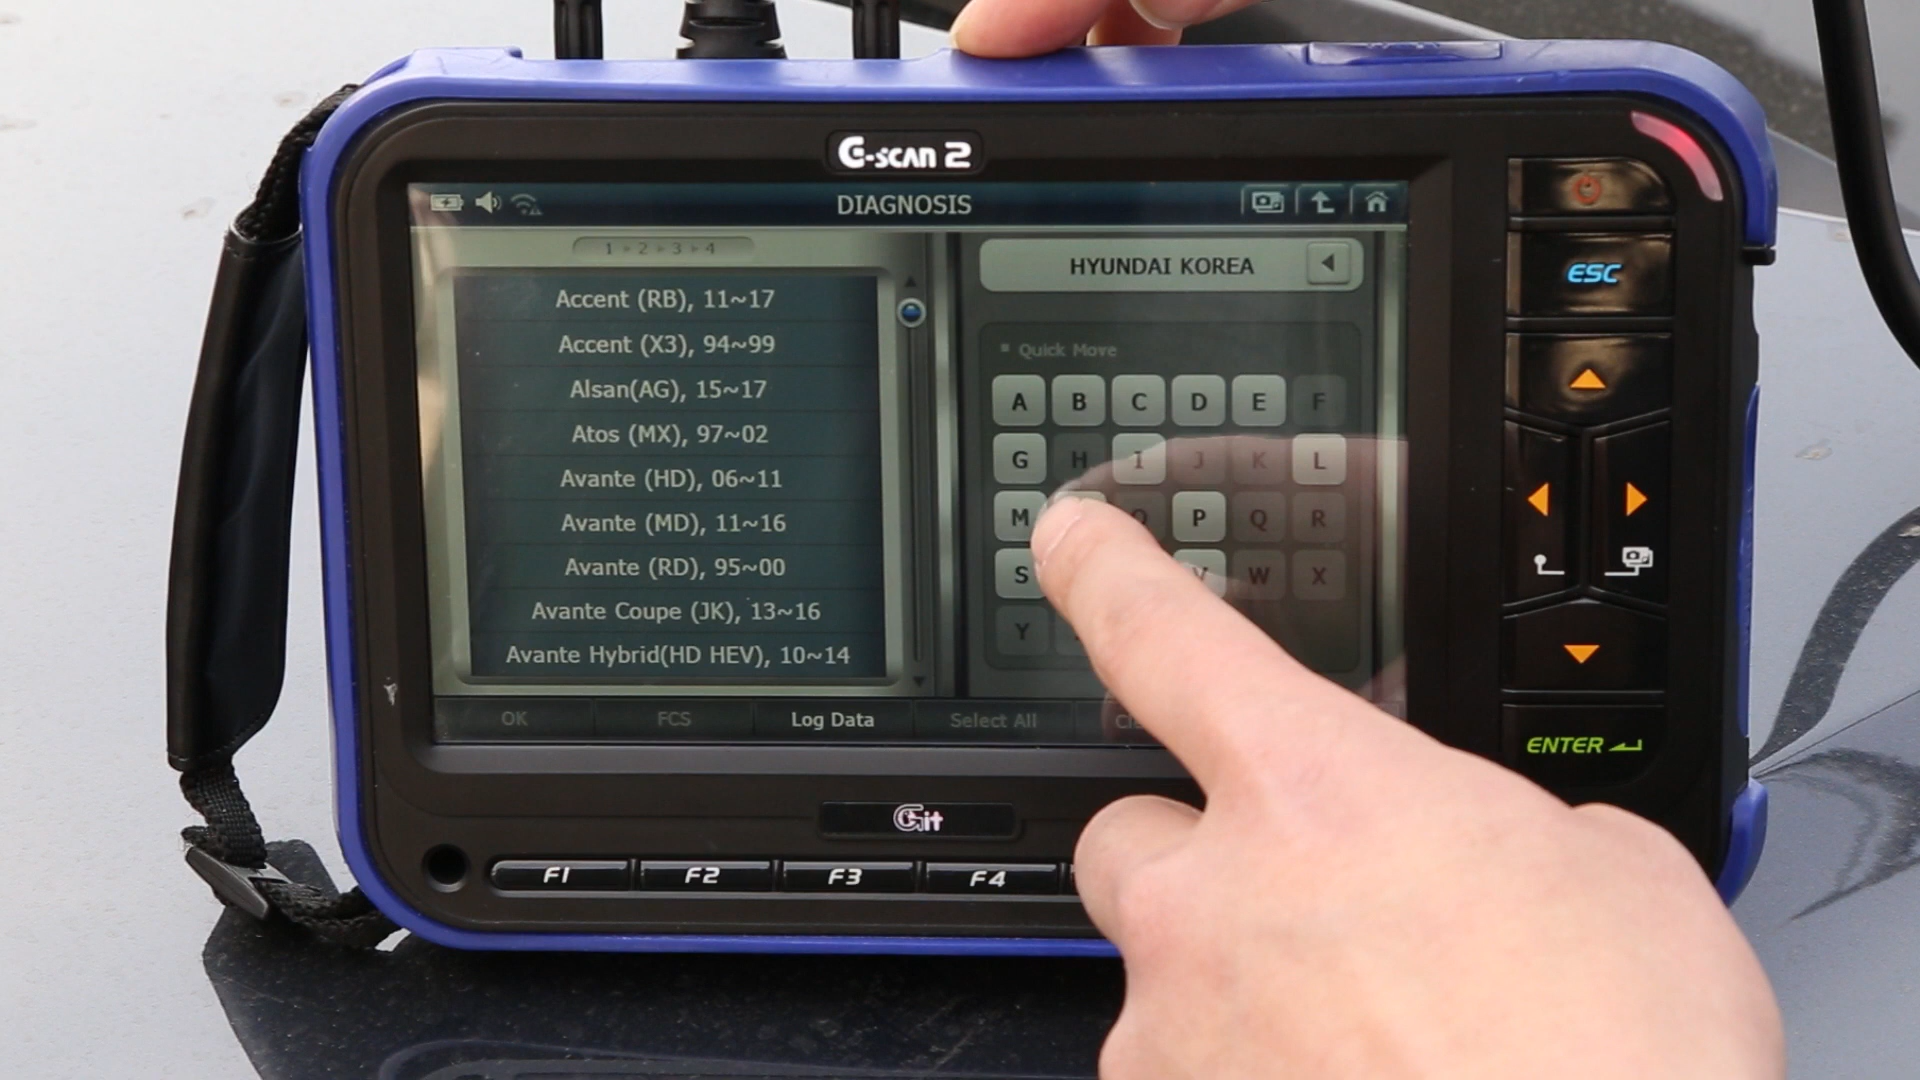 G-scan 2
DIAGNOSIS
1 2 3 4
HYUNDAI KOREA
Accent (RB), 11~17
Accent (X3), 94~99
Alsan(AG), 15~17
Atos (MX), 97~02
Avante (HD), 06~11
Avante (MD), 11~16
Avante (RD), 95~00
Avante Coupe (JK), 13~16
Avante Hybrid(HD HEV), 10~14
Quick Move
A B C D E F
G H I J K L
M O P Q R
S V W X
Y
OK FCS Log Data Select All
ESC
ENTER
Git
F1 F2 F3 F4